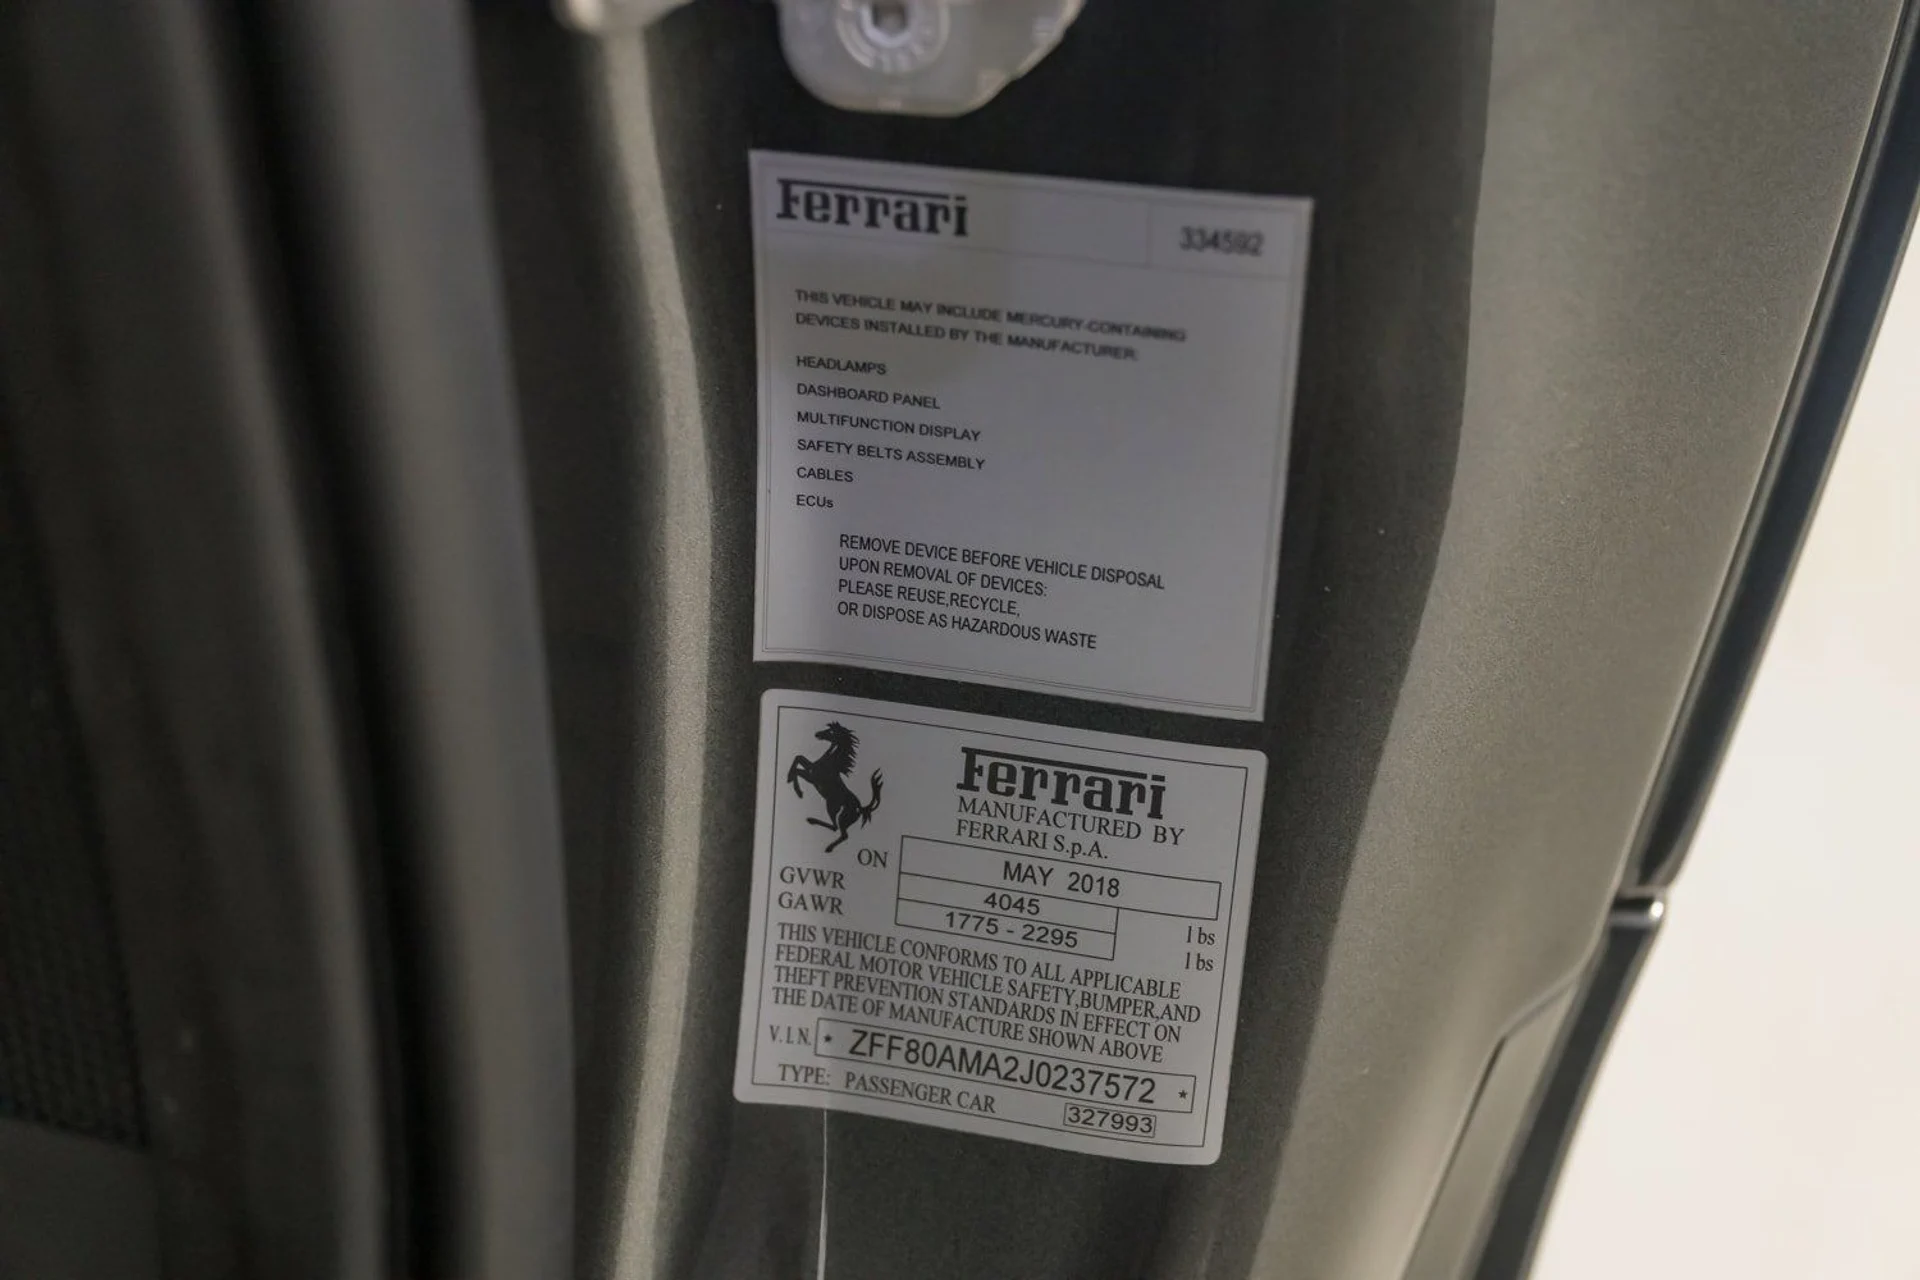 Ferrari
334592
THIS VEHICLE MAY INCLUDE MERCURY-CONTAINING
DEVICES INSTALLED BY THE MANUFACTURER:
HEADLAMPS
DASHBOARD PANEL
MULTIFUNCTION DISPLAY
SAFETY BELTS ASSEMBLY
CABLES
ECUs
REMOVE DEVICE BEFORE VEHICLE DISPOSAL
UPON REMOVAL OF DEVICES:
PLEASE REUSE,RECYCLE,
OR DISPOSE AS HAZARDOUS WASTE
Ferrari
MANUFACTURED BY
FERRARI S.p.A.
ON MAY 2018
GVWR 4045 lbs
GAWR 1775 - 2295 lbs
THIS VEHICLE CONFORMS TO ALL APPLICABLE
FEDERAL MOTOR VEHICLE SAFETY,BUMPER,AND
THEFT PREVENTION STANDARDS IN EFFECT ON
THE DATE OF MANUFACTURE SHOWN ABOVE
V.I.N. * ZFF80AMA2J0237572 *
TYPE: PASSENGER CAR 327993